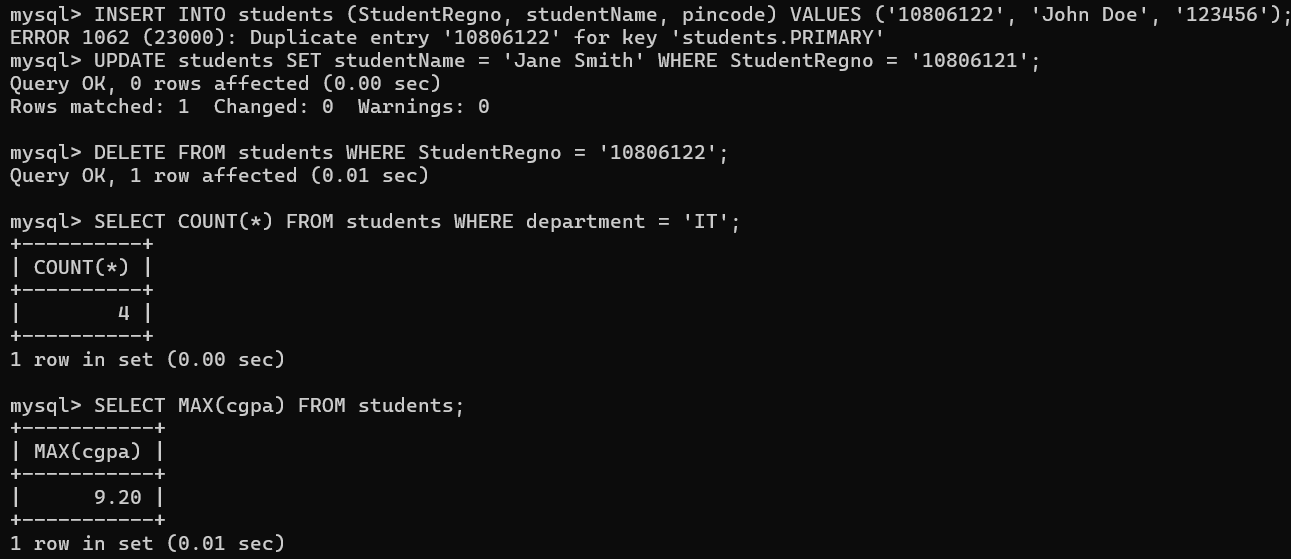 mysql> INSERT INTO students (StudentRegno, studentName, pincode) VALUES ('10806122', 'John Doe', '123456');
ERROR 1062 (23000): Duplicate entry '10806122' for key 'students.PRIMARY'
mysql> UPDATE students SET studentName = 'Jane Smith' WHERE StudentRegno = '10806121';
Query OK, 0 rows affected (0.00 sec)
Rows matched: 1  Changed: 0  Warnings: 0

mysql> DELETE FROM students WHERE StudentRegno = '10806122';
Query OK, 1 row affected (0.01 sec)

mysql> SELECT COUNT(*) FROM students WHERE department = 'IT';
+----------+
| COUNT(*) |
+----------+
|        4 |
+----------+
1 row in set (0.00 sec)

mysql> SELECT MAX(cgpa) FROM students;
+-----------+
| MAX(cgpa) |
+-----------+
|      9.20 |
+-----------+
1 row in set (0.01 sec)